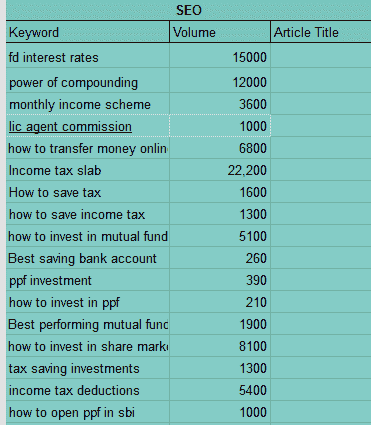 SEO
Keyword Volume Article Title
fd interest rates 15000
power of compounding 12000
monthly income scheme 3600
lic agent commission 1000
how to transfer money onlin 6800
Income tax slab 22,200
How to save tax 1600
how to save income tax 1300
how to invest in mutual fund 5100
Best saving bank account 260
ppf investment 390
how to invest in ppf 210
Best performing mutual fund 1900
how to invest in share mark 8100
tax saving investments 1300
income tax deductions 5400
how to open ppf in sbi 1000